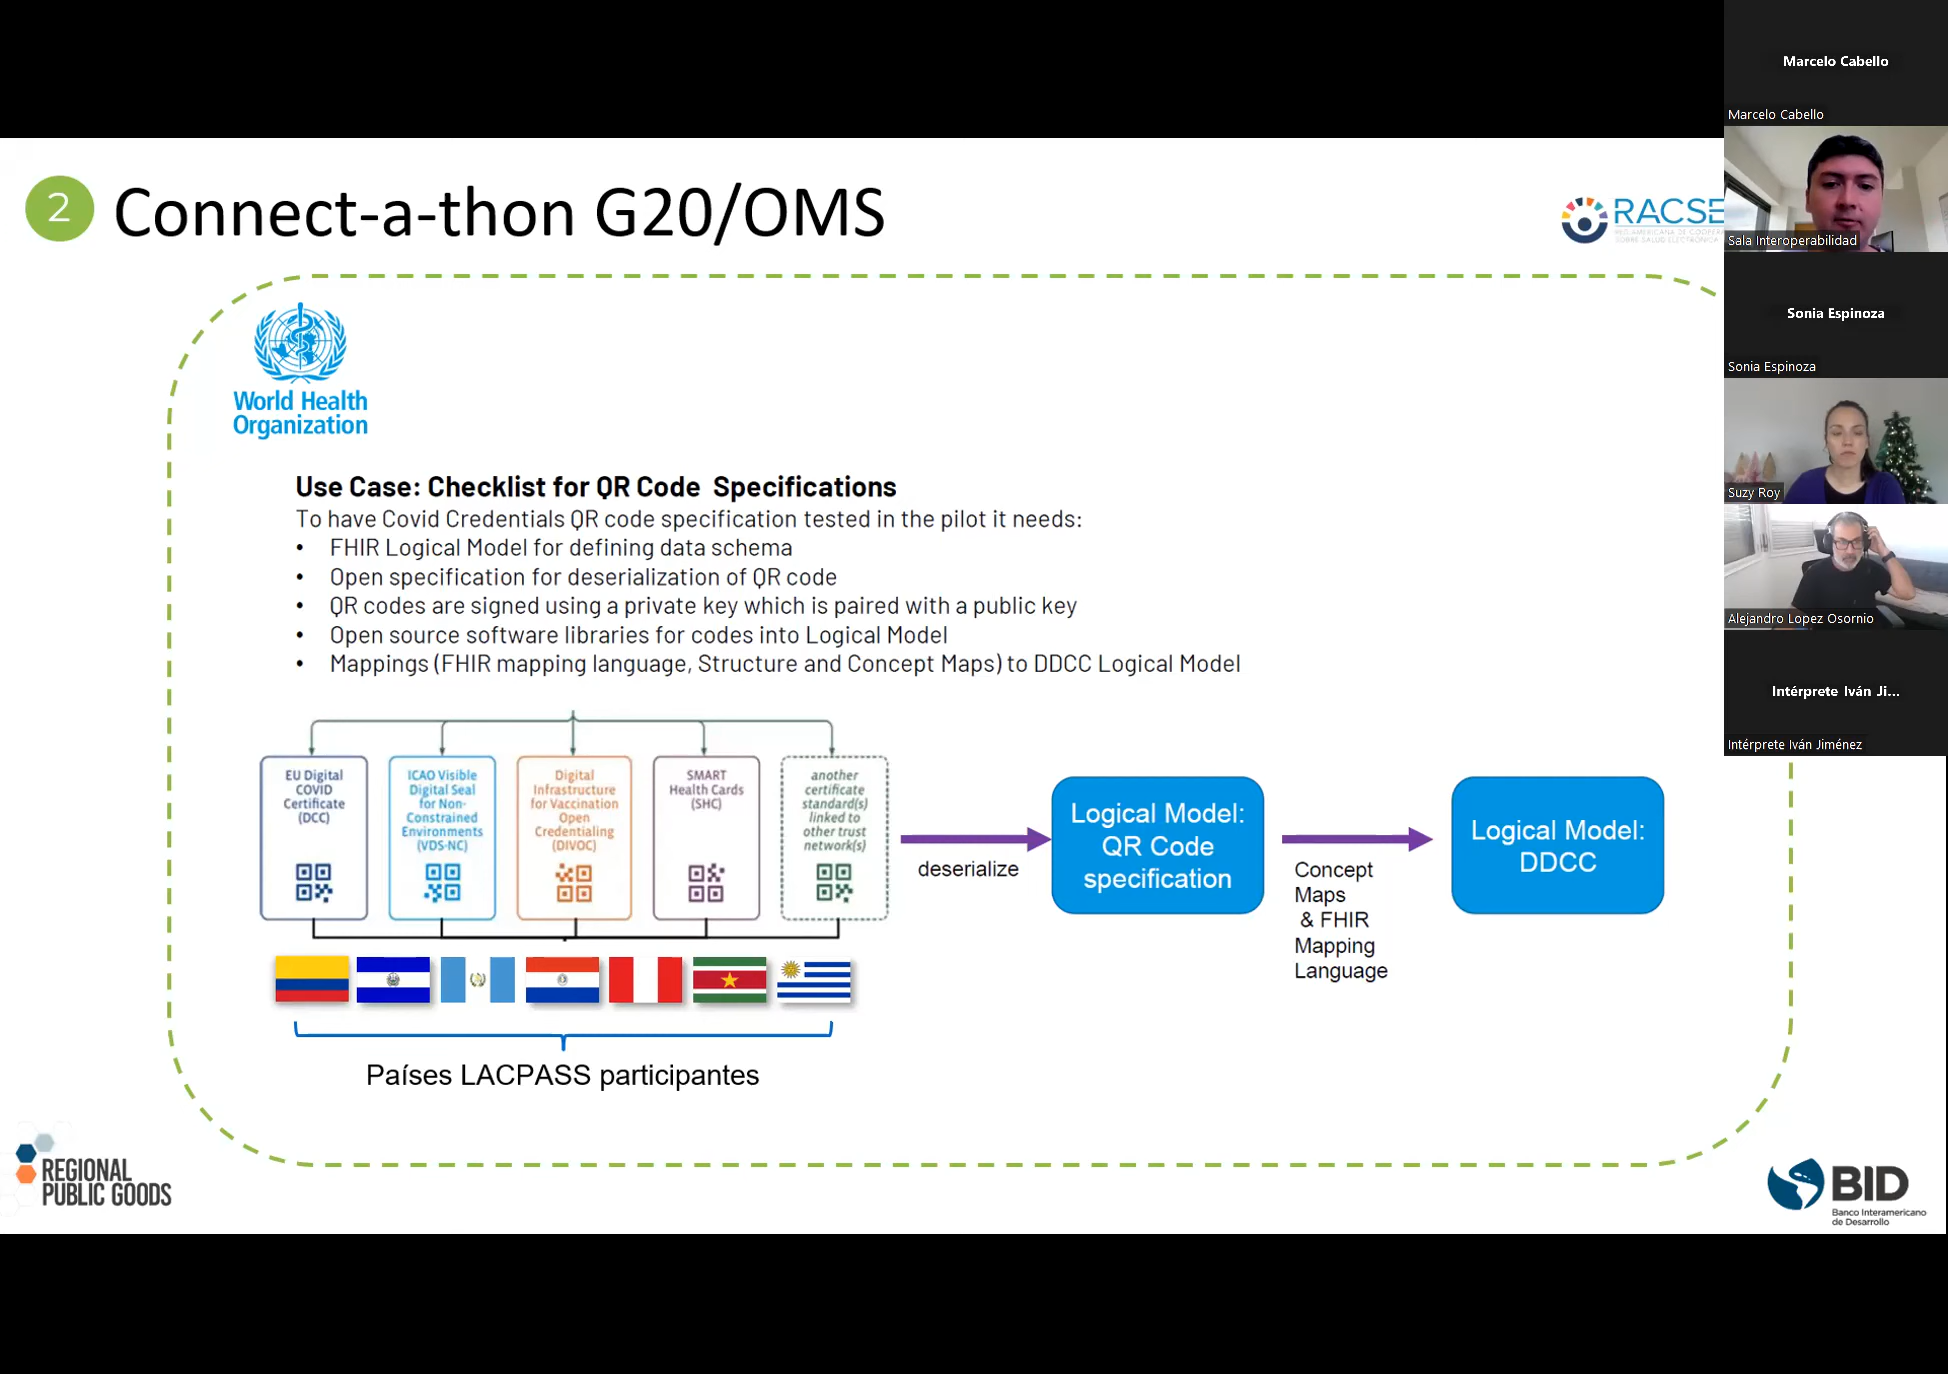 2
Connect-a-thon G20/OMS
RACSE
World Health
Organization
Use Case: Checklist for QR Code Specifications
To have Covid Credentials QR code specification tested in the pilot it needs:
• FHIR Logical Model for defining data schema
• Open specification for deserialization of QR code
• QR codes are signed using a private key which is paired with a public key
• Open source software libraries for codes into Logical Model
• Mappings (FHIR mapping language, Structure and Concept Maps) to DDCC Logical Model
EU Digital
COVID
Certificate
(DCC)
ICAO Visible
Digital Seal
for Non-
Constrained
Environments
(VDS-NC)
Digital
Infrastructure
for Vaccination
Open
Credentialing
(DIVOC)
SMART
Health Cards
(SHC)
another
certificate
standard(s)
linked to
other trust
network(s)
deserialize
Logical Model:
QR Code
specification
Concept
Maps
& FHIR
Mapping
Language
Logical Model:
DDCC
Países LACPASS participantes
REGIONAL
PUBLIC GOODS
BID
Banco Interamericano
de Desarrollo
Marcelo Cabello
Marcelo Cabello
Sala Interoperabilidad
Sonia Espinoza
Sonia Espinoza
Suzy Roy
Alejandro Lopez Osornio
Intérprete Iván Ji...
Intérprete Iván Jiménez